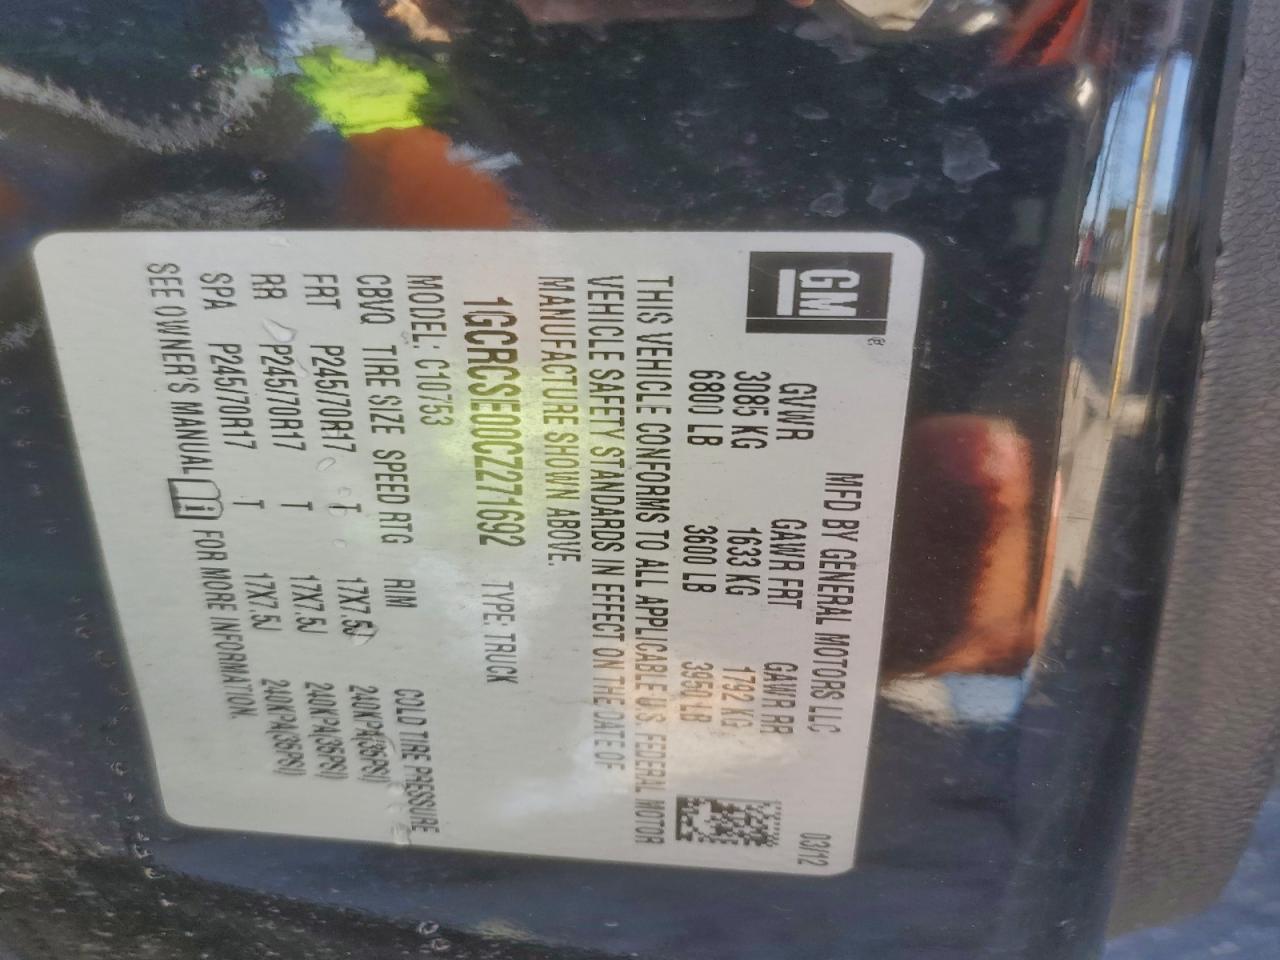 GM®
MFD BY GENERAL MOTORS LLC 03/12
GVWR GAWR FRT GAWR RR
3085 KG 1633 KG 1792 KG
6800 LB 3600 LB 3950 LB
THIS VEHICLE CONFORMS TO ALL APPLICABLE U.S. FEDERAL MOTOR
VEHICLE SAFETY STANDARDS IN EFFECT ON THE DATE OF
MANUFACTURE SHOWN ABOVE.
1GCRCSE00CZ271692 TYPE: TRUCK
MODEL: C10753
CBVQ TIRE SIZE SPEED RTG RIM COLD TIRE PRESSURE
FRT P245/70R17 T 17X7.5J 240KPA(35PSI)
RR P245/70R17 T 17X7.5J 240KPA(35PSI)
SPA P245/70R17 T 17X7.5J 240KPA(35PSI)
SEE OWNER'S MANUAL i FOR MORE INFORMATION.